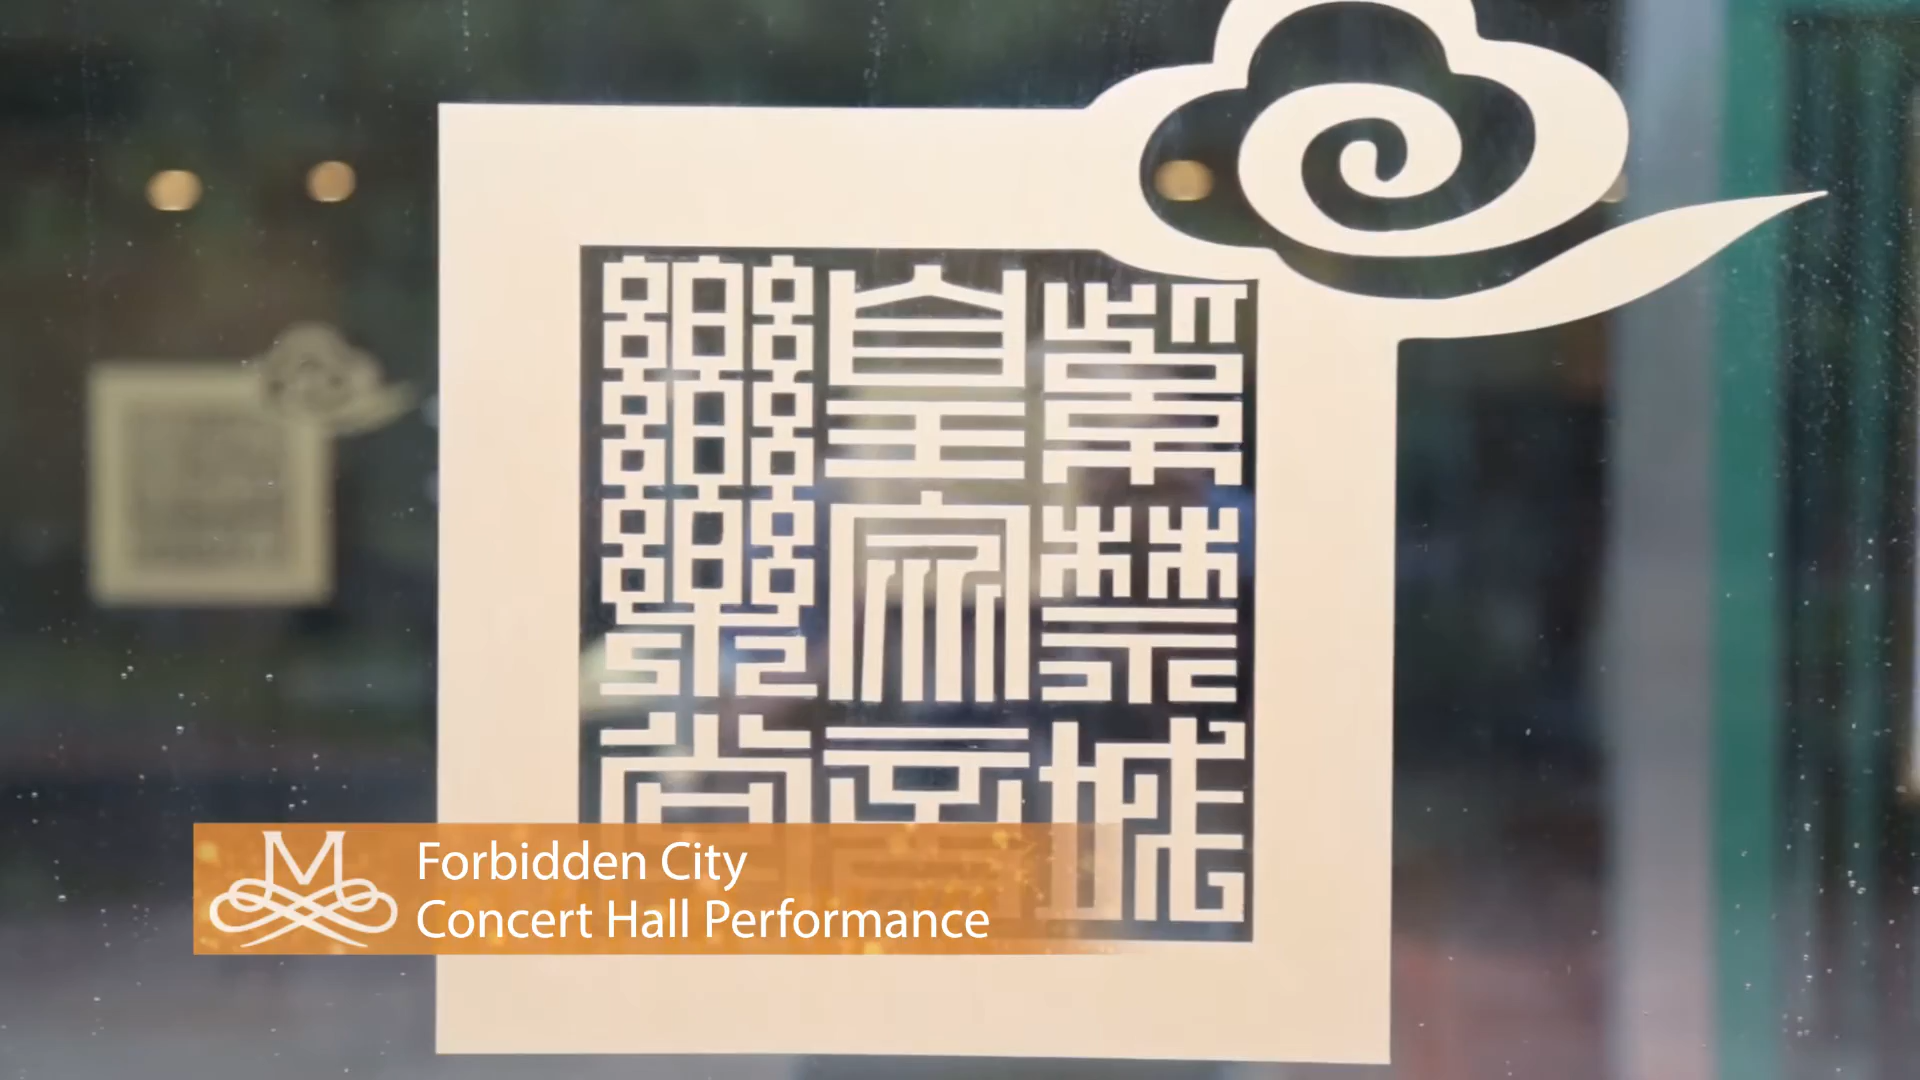 紫禁城
皇家音
樂堂
M
Forbidden City
Concert Hall Performance